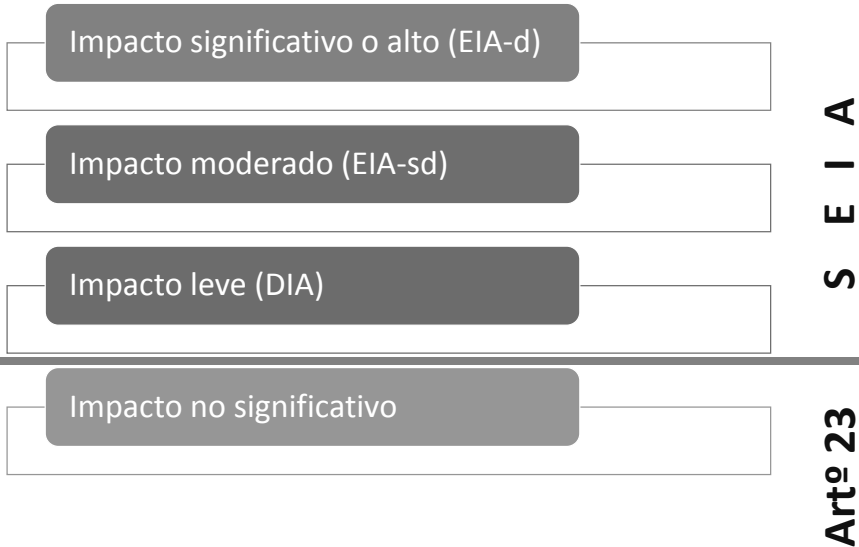 Impacto significativo o alto (EIA-d)
Impacto moderado (EIA-sd)
Impacto leve (DIA)
S E I A
Impacto no significativo
Artº 23